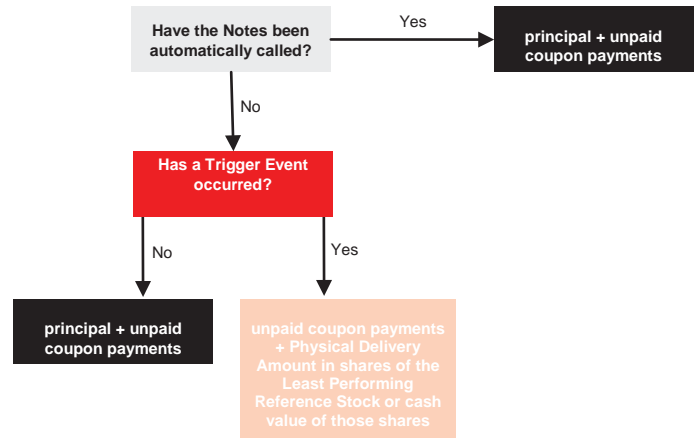 Have the Notes been
automatically called?
Yes
principal + unpaid
coupon payments
No
Has a Trigger Event
occurred?
No
Yes
principal + unpaid
coupon payments
unpaid coupon payments
+ Physical Delivery
Amount in shares of the
Least Performing
Reference Stock or cash
value of those shares